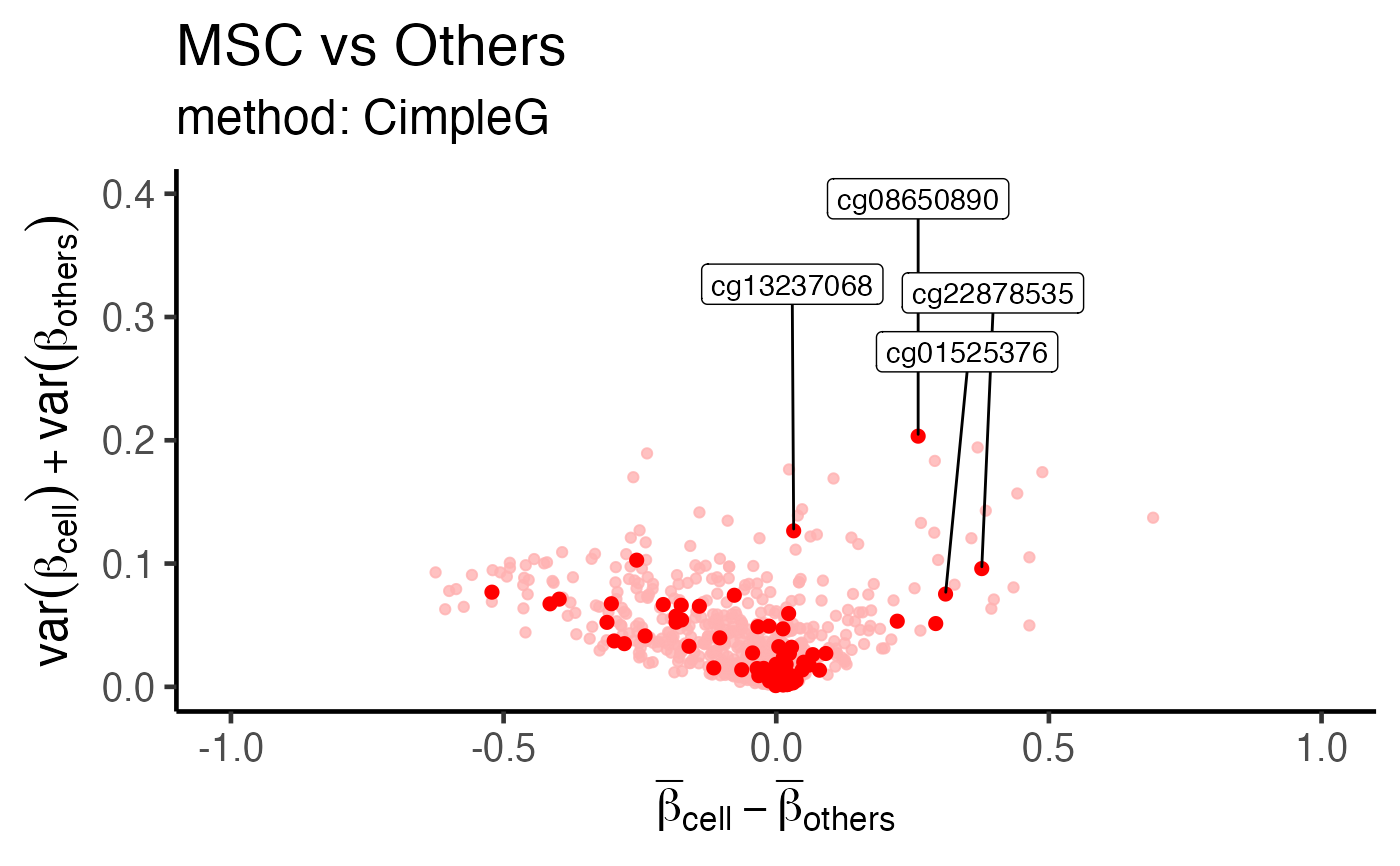 MSC vs Others
method: CimpleG
var(βcell) + var(βothers)
0.4
0.3
0.2
0.1
0.0
cg08650890
cg13237068
cg22878535
cg01525376
-1.0 -0.5 0.0 0.5 1.0
β̅cell − β̅others